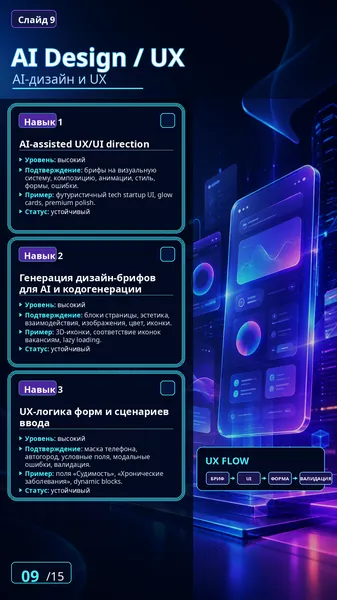 Слайд 9
AI Design / UX
AI-дизайн и UX
Навык 1
AI-assisted UX/UI direction
Уровень: высокий
Подтверждение: брифы на визуальную
систему, композицию, анимации, стиль,
формы, ошибки.
Пример: футуристичный tech startup UI, glow
cards, premium polish.
Статус: устойчивый
Навык 2
Генерация дизайн-брифов
для AI и кодогенерации
Уровень: высокий
Подтверждение: блоки страницы, эстетика,
взаимодействия, изображения, цвет, иконки.
Пример: 3D-иконки, соответствие иконок
вакансиям, lazy loading.
Статус: устойчивый
Навык 3
UX-логика форм и сценариев
ввода
Уровень: высокий
Подтверждение: маска телефона,
автогород, условные поля, модальные
ошибки, валидация.
Пример: поля «Судимость», «Хронические
заболевания», dynamic blocks.
Статус: устойчивый
UX FLOW
БРИФ UI ФОРМА ВАЛИДАЦИЯ
09 /15